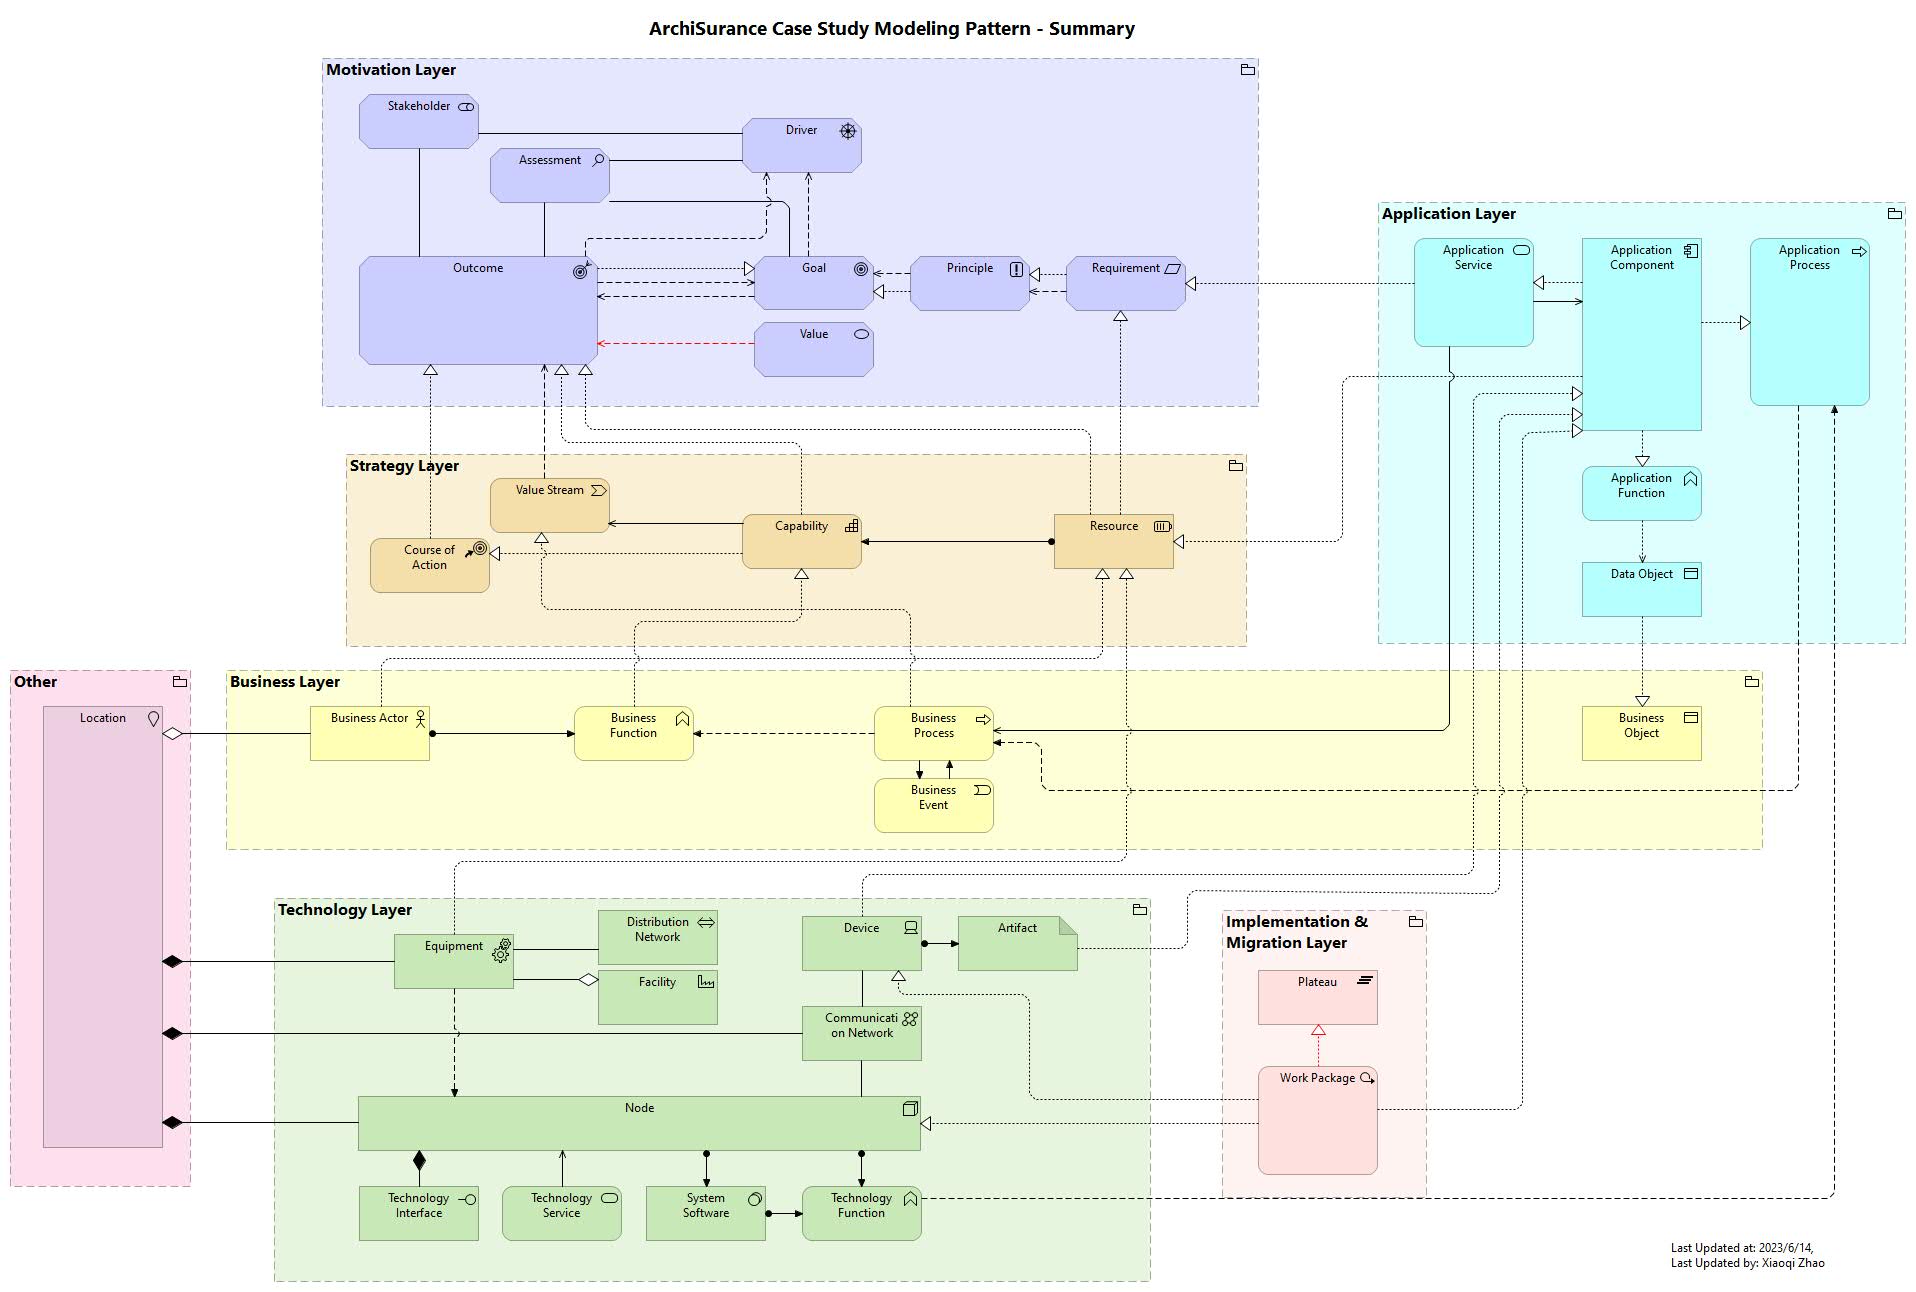 ArchiSurance Case Study Modeling Pattern - Summary
Motivation Layer
Stakeholder
Driver
Assessment
Outcome
Goal
Principle
Requirement
Value
Application Layer
Application
Service
Application
Component
Application
Process
Application
Function
Data Object
Strategy Layer
Value Stream
Capability
Resource
Course of
Action
Other
Location
Business Layer
Business Actor
Business
Function
Business
Process
Business
Event
Business
Object
Technology Layer
Equipment
Distribution
Network
Facility
Device
Artifact
Communicati
on Network
Node
Technology
Interface
Technology
Service
System
Software
Technology
Function
Implementation &
Migration Layer
Plateau
Work Package
Last Updated at: 2023/6/14,
Last Updated by: Xiaoqi Zhao